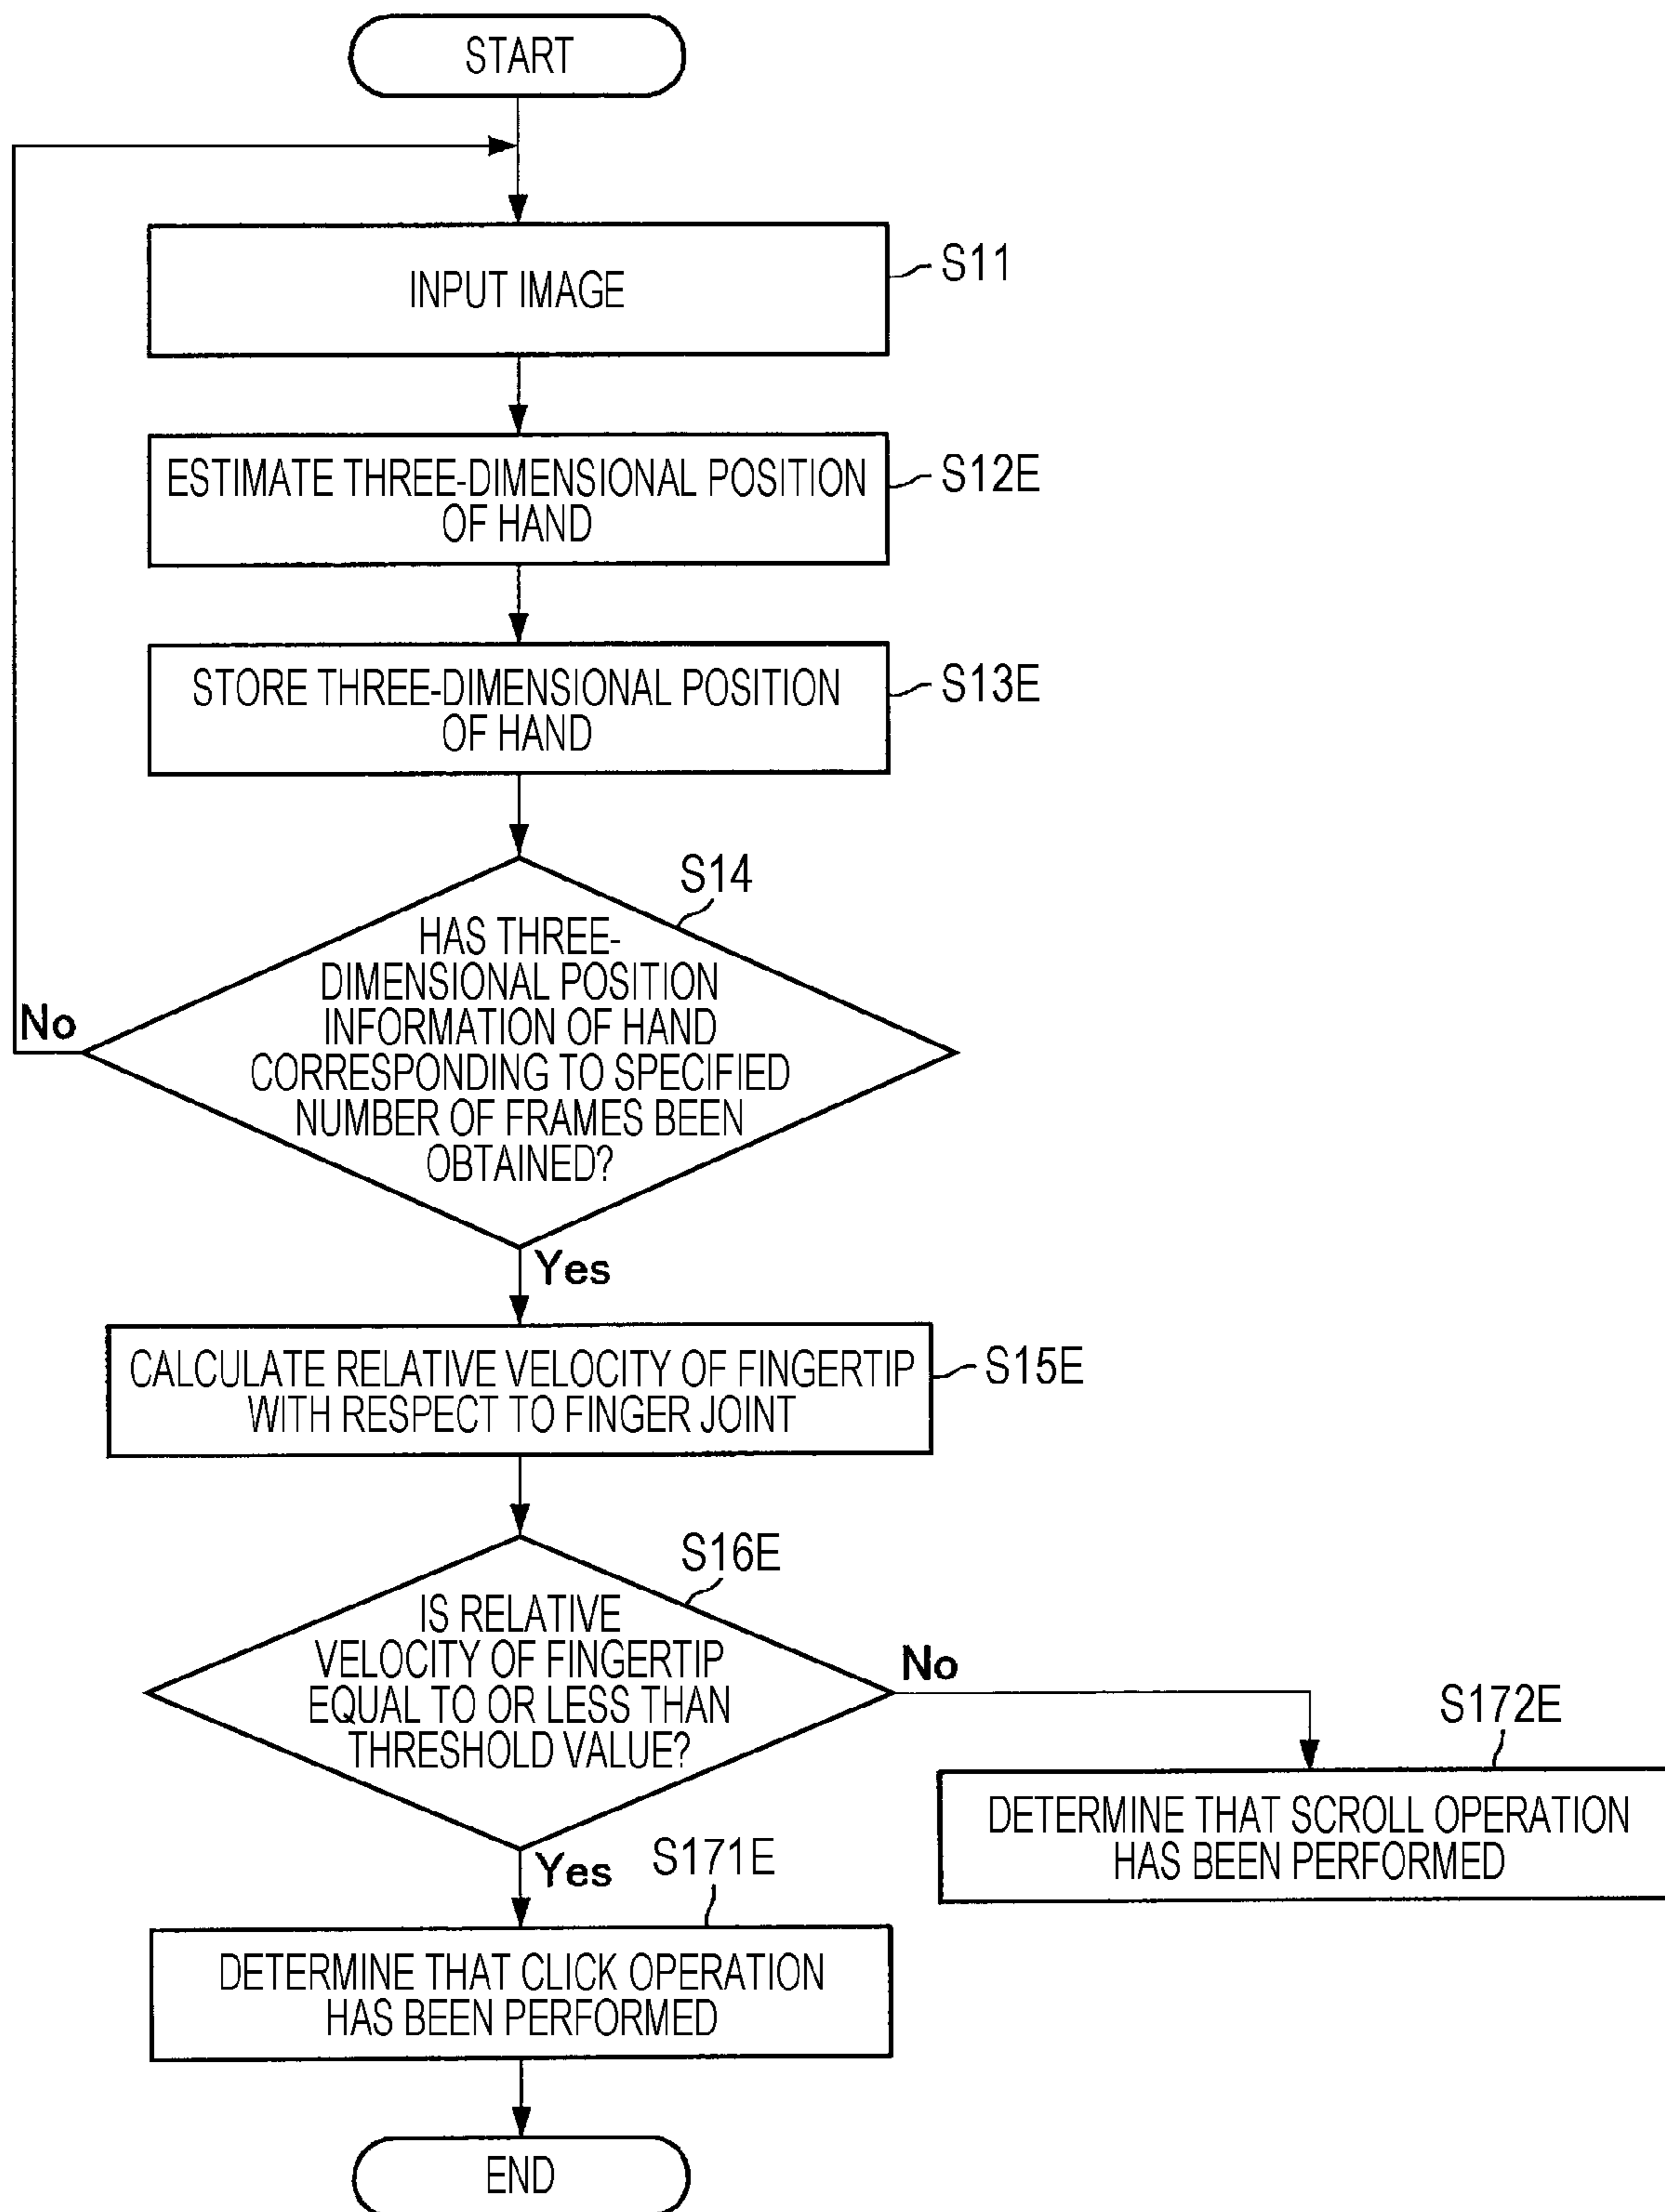 START
INPUT IMAGE
S11
ESTIMATE THREE-DIMENSIONAL POSITION
OF HAND
S12E
STORE THREE-DIMENSIONAL POSITION
OF HAND
S13E
S14
HAS THREE-
DIMENSIONAL POSITION
INFORMATION OF HAND
CORRESPONDING TO SPECIFIED
NUMBER OF FRAMES BEEN
OBTAINED?
No
Yes
CALCULATE RELATIVE VELOCITY OF FINGERTIP
WITH RESPECT TO FINGER JOINT
S15E
S16E
IS RELATIVE
VELOCITY OF FINGERTIP
EQUAL TO OR LESS THAN
THRESHOLD VALUE?
No
S172E
DETERMINE THAT SCROLL OPERATION
HAS BEEN PERFORMED
Yes
S171E
DETERMINE THAT CLICK OPERATION
HAS BEEN PERFORMED
END